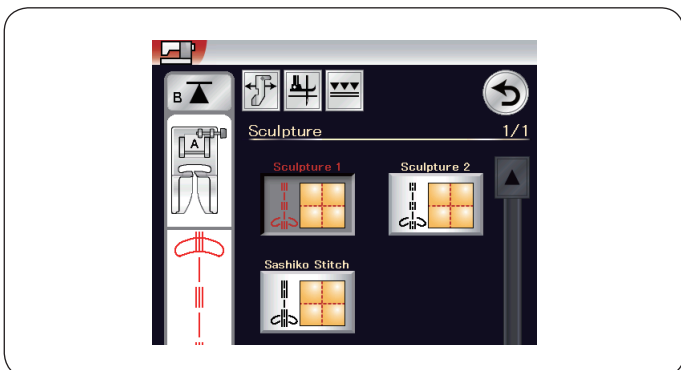 B
A
Sculpture 1/1
Sculpture 1 Sculpture 2
Sashiko Stitch